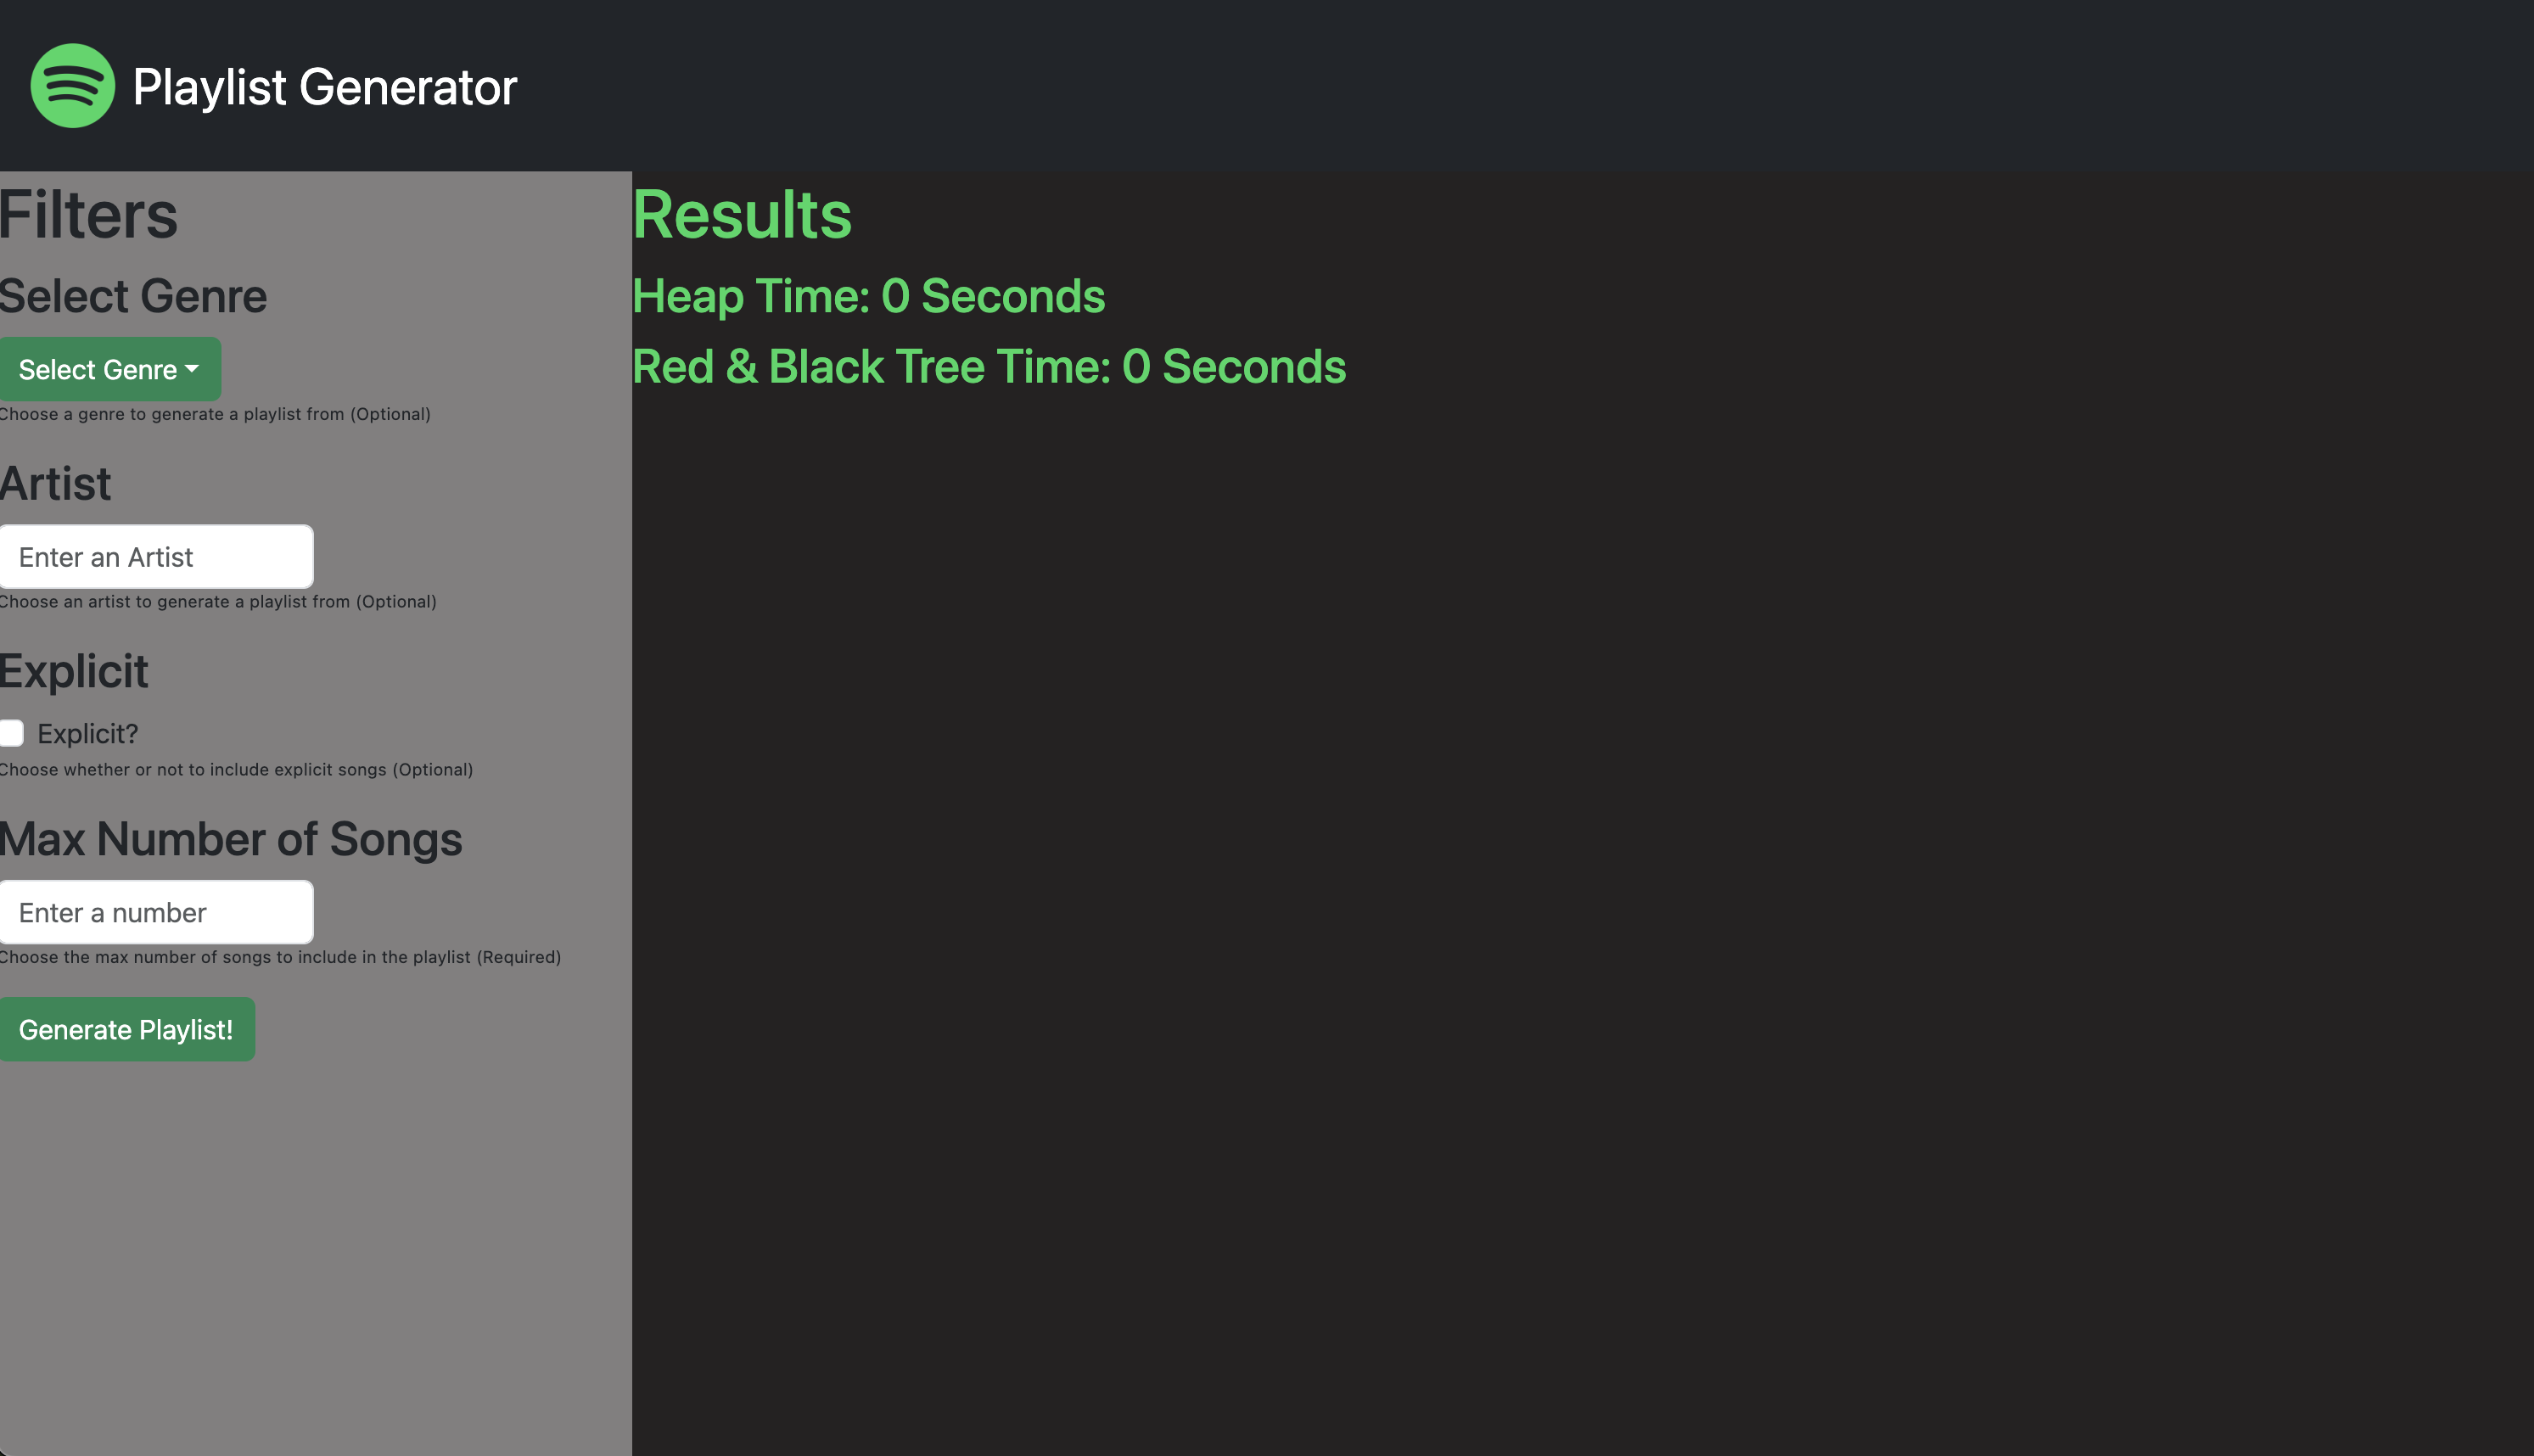 Playlist Generator
Filters
Select Genre
Select Genre
Choose a genre to generate a playlist from (Optional)
Artist
Enter an Artist
Choose an artist to generate a playlist from (Optional)
Explicit
Explicit?
Choose whether or not to include explicit songs (Optional)
Max Number of Songs
Enter a number
Choose the max number of songs to include in the playlist (Required)
Generate Playlist!
Results
Heap Time: 0 Seconds
Red & Black Tree Time: 0 Seconds